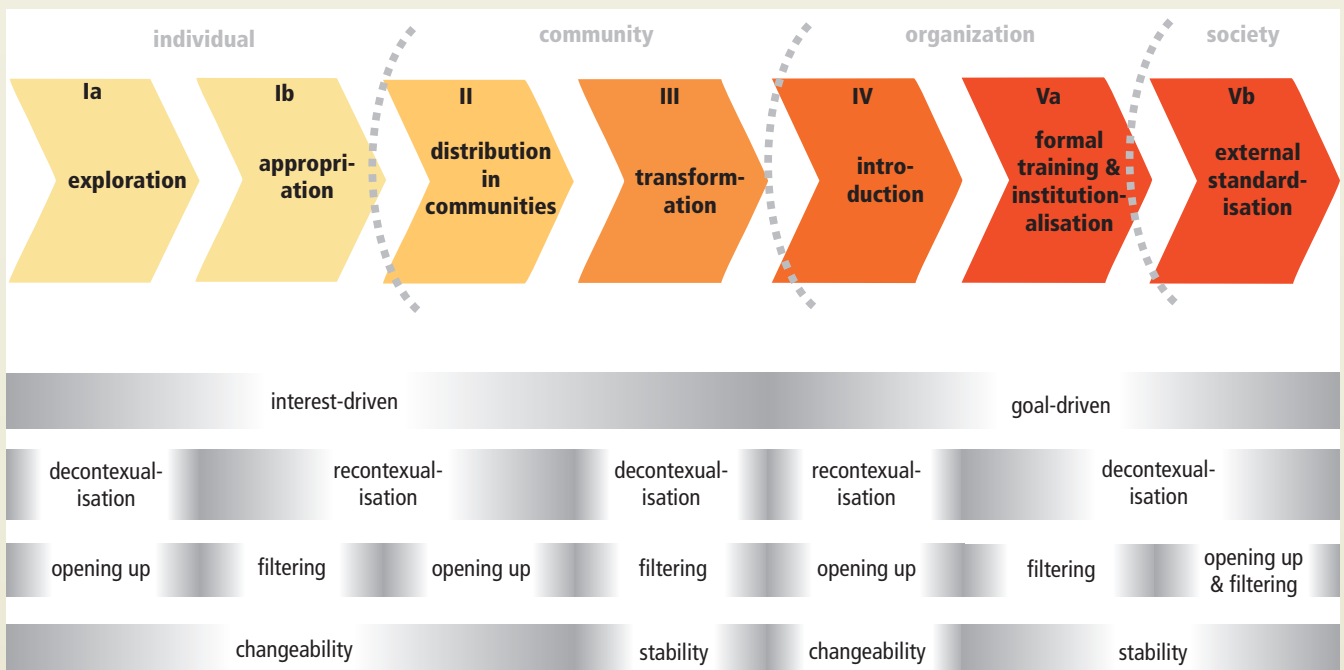 individual
community
organization
society
Ia
exploration
Ib
appropri-
ation
II
distribution
in
communities
III
transform-
ation
IV
intro-
duction
Va
formal
training &
institution-
alisation
Vb
external
standard-
isation
interest-driven
goal-driven
decontexual-
isation
recontexual-
isation
decontexual-
isation
recontexual-
isation
decontexual-
isation
opening up
filtering
opening up
filtering
opening up
filtering
opening up
& filtering
changeability
stability
changeability
stability